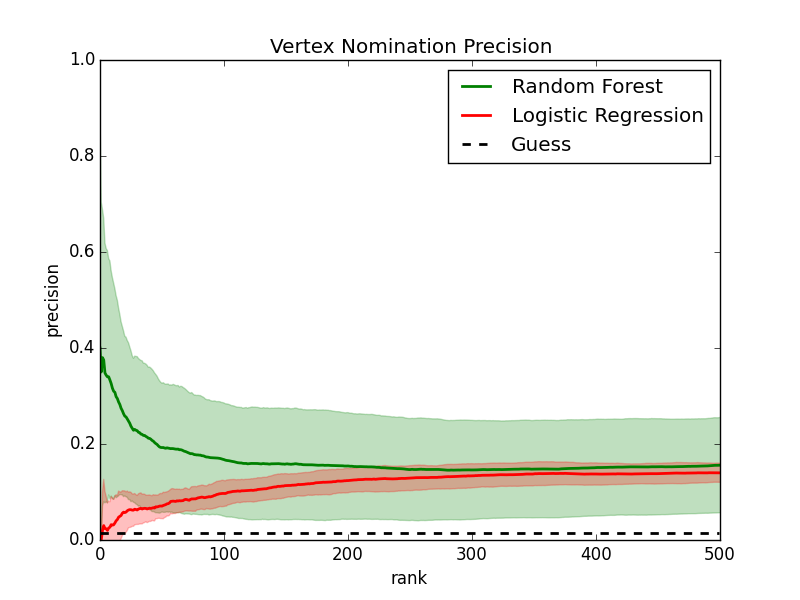 Vertex Nomination Precision
1.0
0.8
0.6
0.4
0.2
0.0
precision
Random Forest
Logistic Regression
Guess
0 100 200 300 400 500
rank